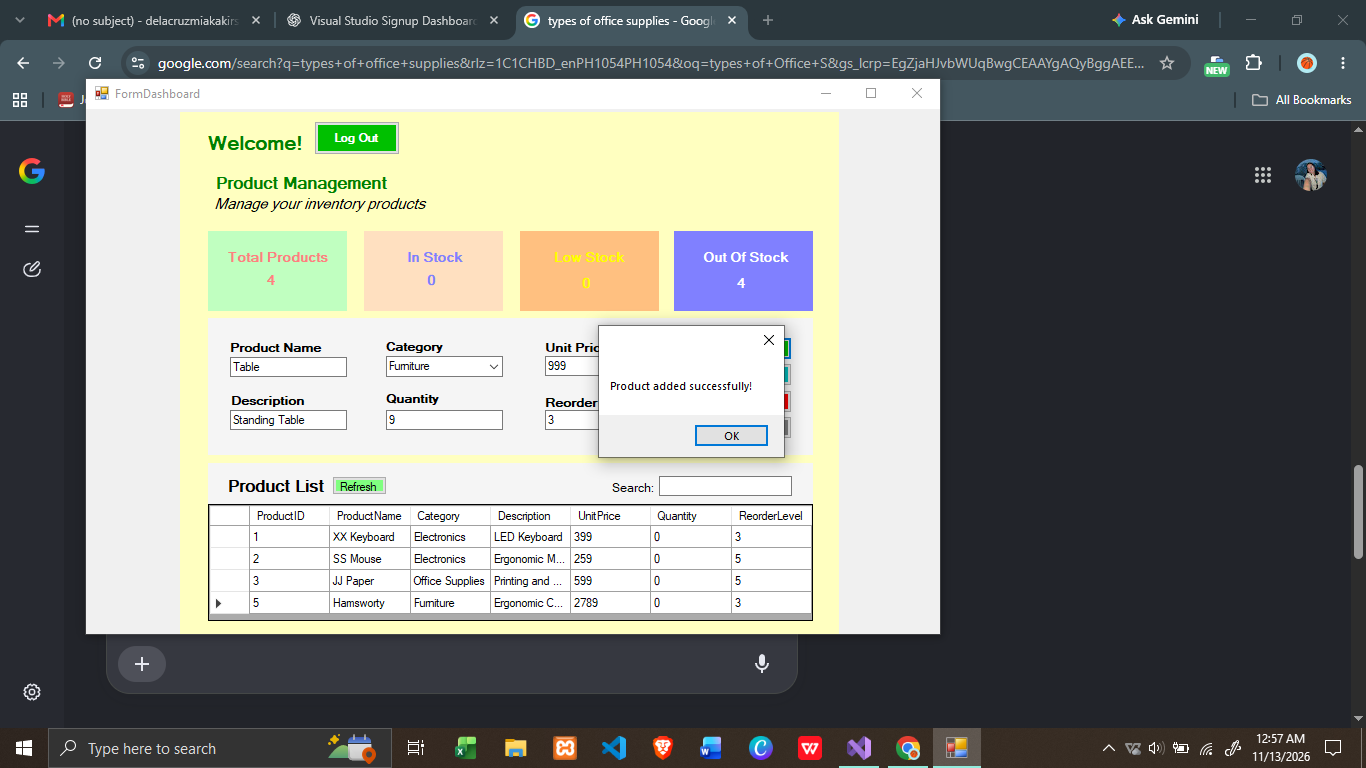 (no subject) - delacruzmiakakirs
Visual Studio Signup Dashboard
types of office supplies - Googl
Ask Gemini
google.com/search?q=types+of+office+supplies&rlz=1C1CHBD_enPH1054PH1054&oq=types+of+Office+S&gs_lcrp=EgZjaHJvbWUqBwgCEAAYgAQyBggAEE...
NEW
All Bookmarks
FormDashboard
Welcome!
Log Out
Product Management
Manage your inventory products
Total Products
In Stock
Low Stock
Out Of Stock
4
0
0
4
Product Name
Category
Unit Pric
Table
Furniture
999
Description
Quantity
Reorder
Standing Table
9
3
Product added successfully!
OK
Product List
Refresh
Search:
ProductID ProductName Category Description UnitPrice Quantity ReorderLevel
1 XX Keyboard Electronics LED Keyboard 399 0 3
2 SS Mouse Electronics Ergonomic M... 259 0 5
3 JJ Paper Office Supplies Printing and ... 599 0 5
5 Hamsworty Furniture Ergonomic C... 2789 0 3
Type here to search
12:57 AM
11/13/2026